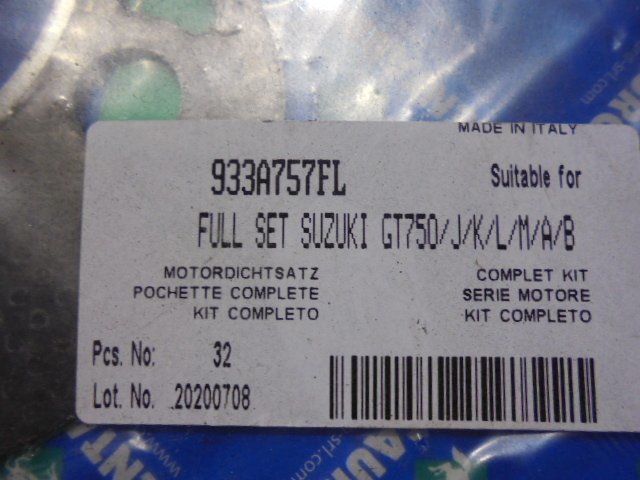 MADE IN ITALY
933A757FL
Suitable for
FULL SET SUZUKI GT750/J/K/L/M/A/B
MOTORDICHTSATZ
COMPLET KIT
POCHETTE COMPLETE
SERIE MOTORE
KIT COMPLETO
KIT COMPLETO
Pcs. No: 32
Lot. No. 20200708